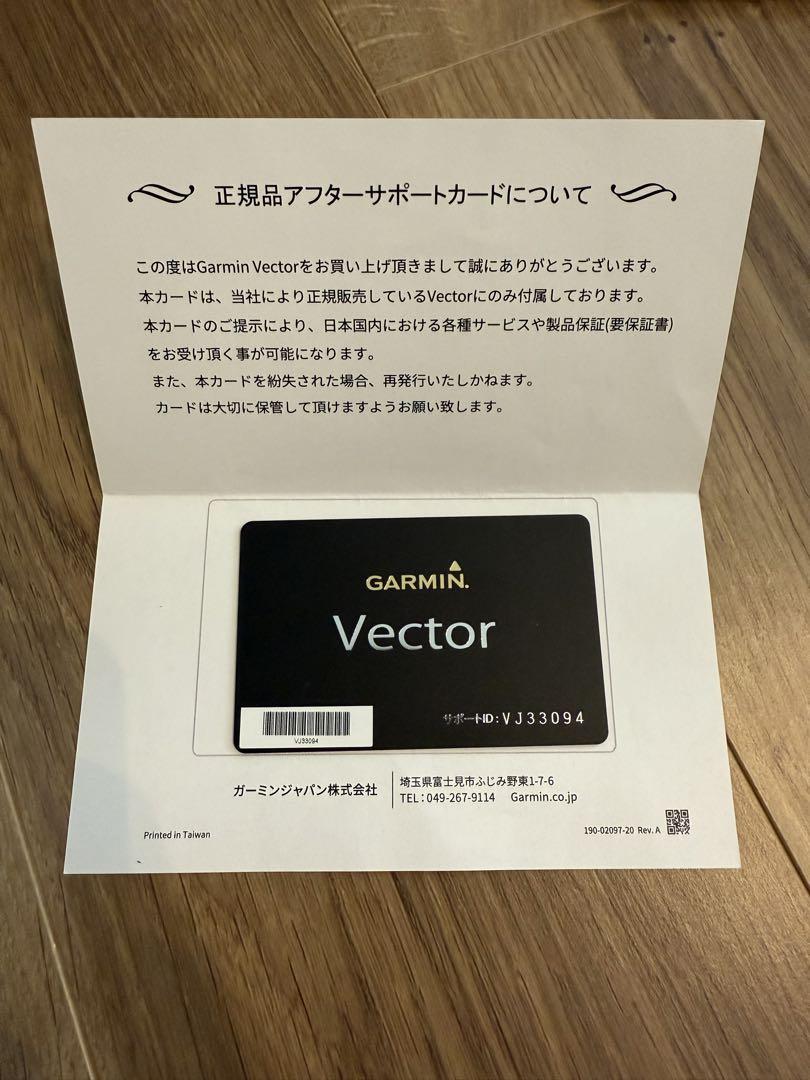 正規品アフターサポートカードについて
この度はGarmin Vectorをお買い上げ頂きまして誠にありがとうございます。
本カードは、当社により正規販売しているVectorにのみ付属しております。
本カードのご提示により、日本国内における各種サービスや製品保証(要保証書)
をお受け頂く事が可能になります。
また、本カードを紛失された場合、再発行いたしかねます。
カードは大切に保管して頂けますようお願い致します。
GARMIN.
Vector
サポートID:VJ33094
VJ33094
ガーミンジャパン株式会社
埼玉県富士見市ふじみ野東1-7-6
TEL:049-267-9114 Garmin.co.jp
Printed in Taiwan
190-02097-20 Rev. A